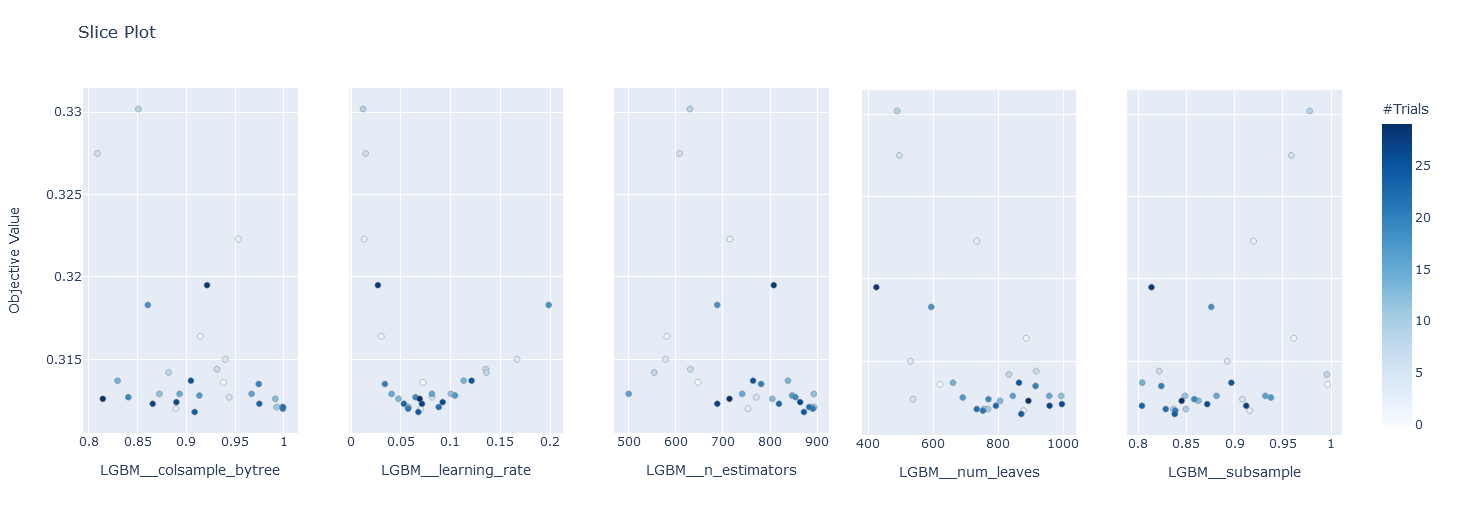 Slice Plot
#Trials
Objective Value
0.33
0.325
0.32
0.315
0.8 0.85 0.9 0.95 1
0 0.05 0.1 0.15 0.2
500 600 700 800 900
400 600 800 1000
0.8 0.85 0.9 0.95 1
25
20
15
10
5
0
LGBM__colsample_bytree
LGBM__learning_rate
LGBM__n_estimators
LGBM__num_leaves
LGBM__subsample